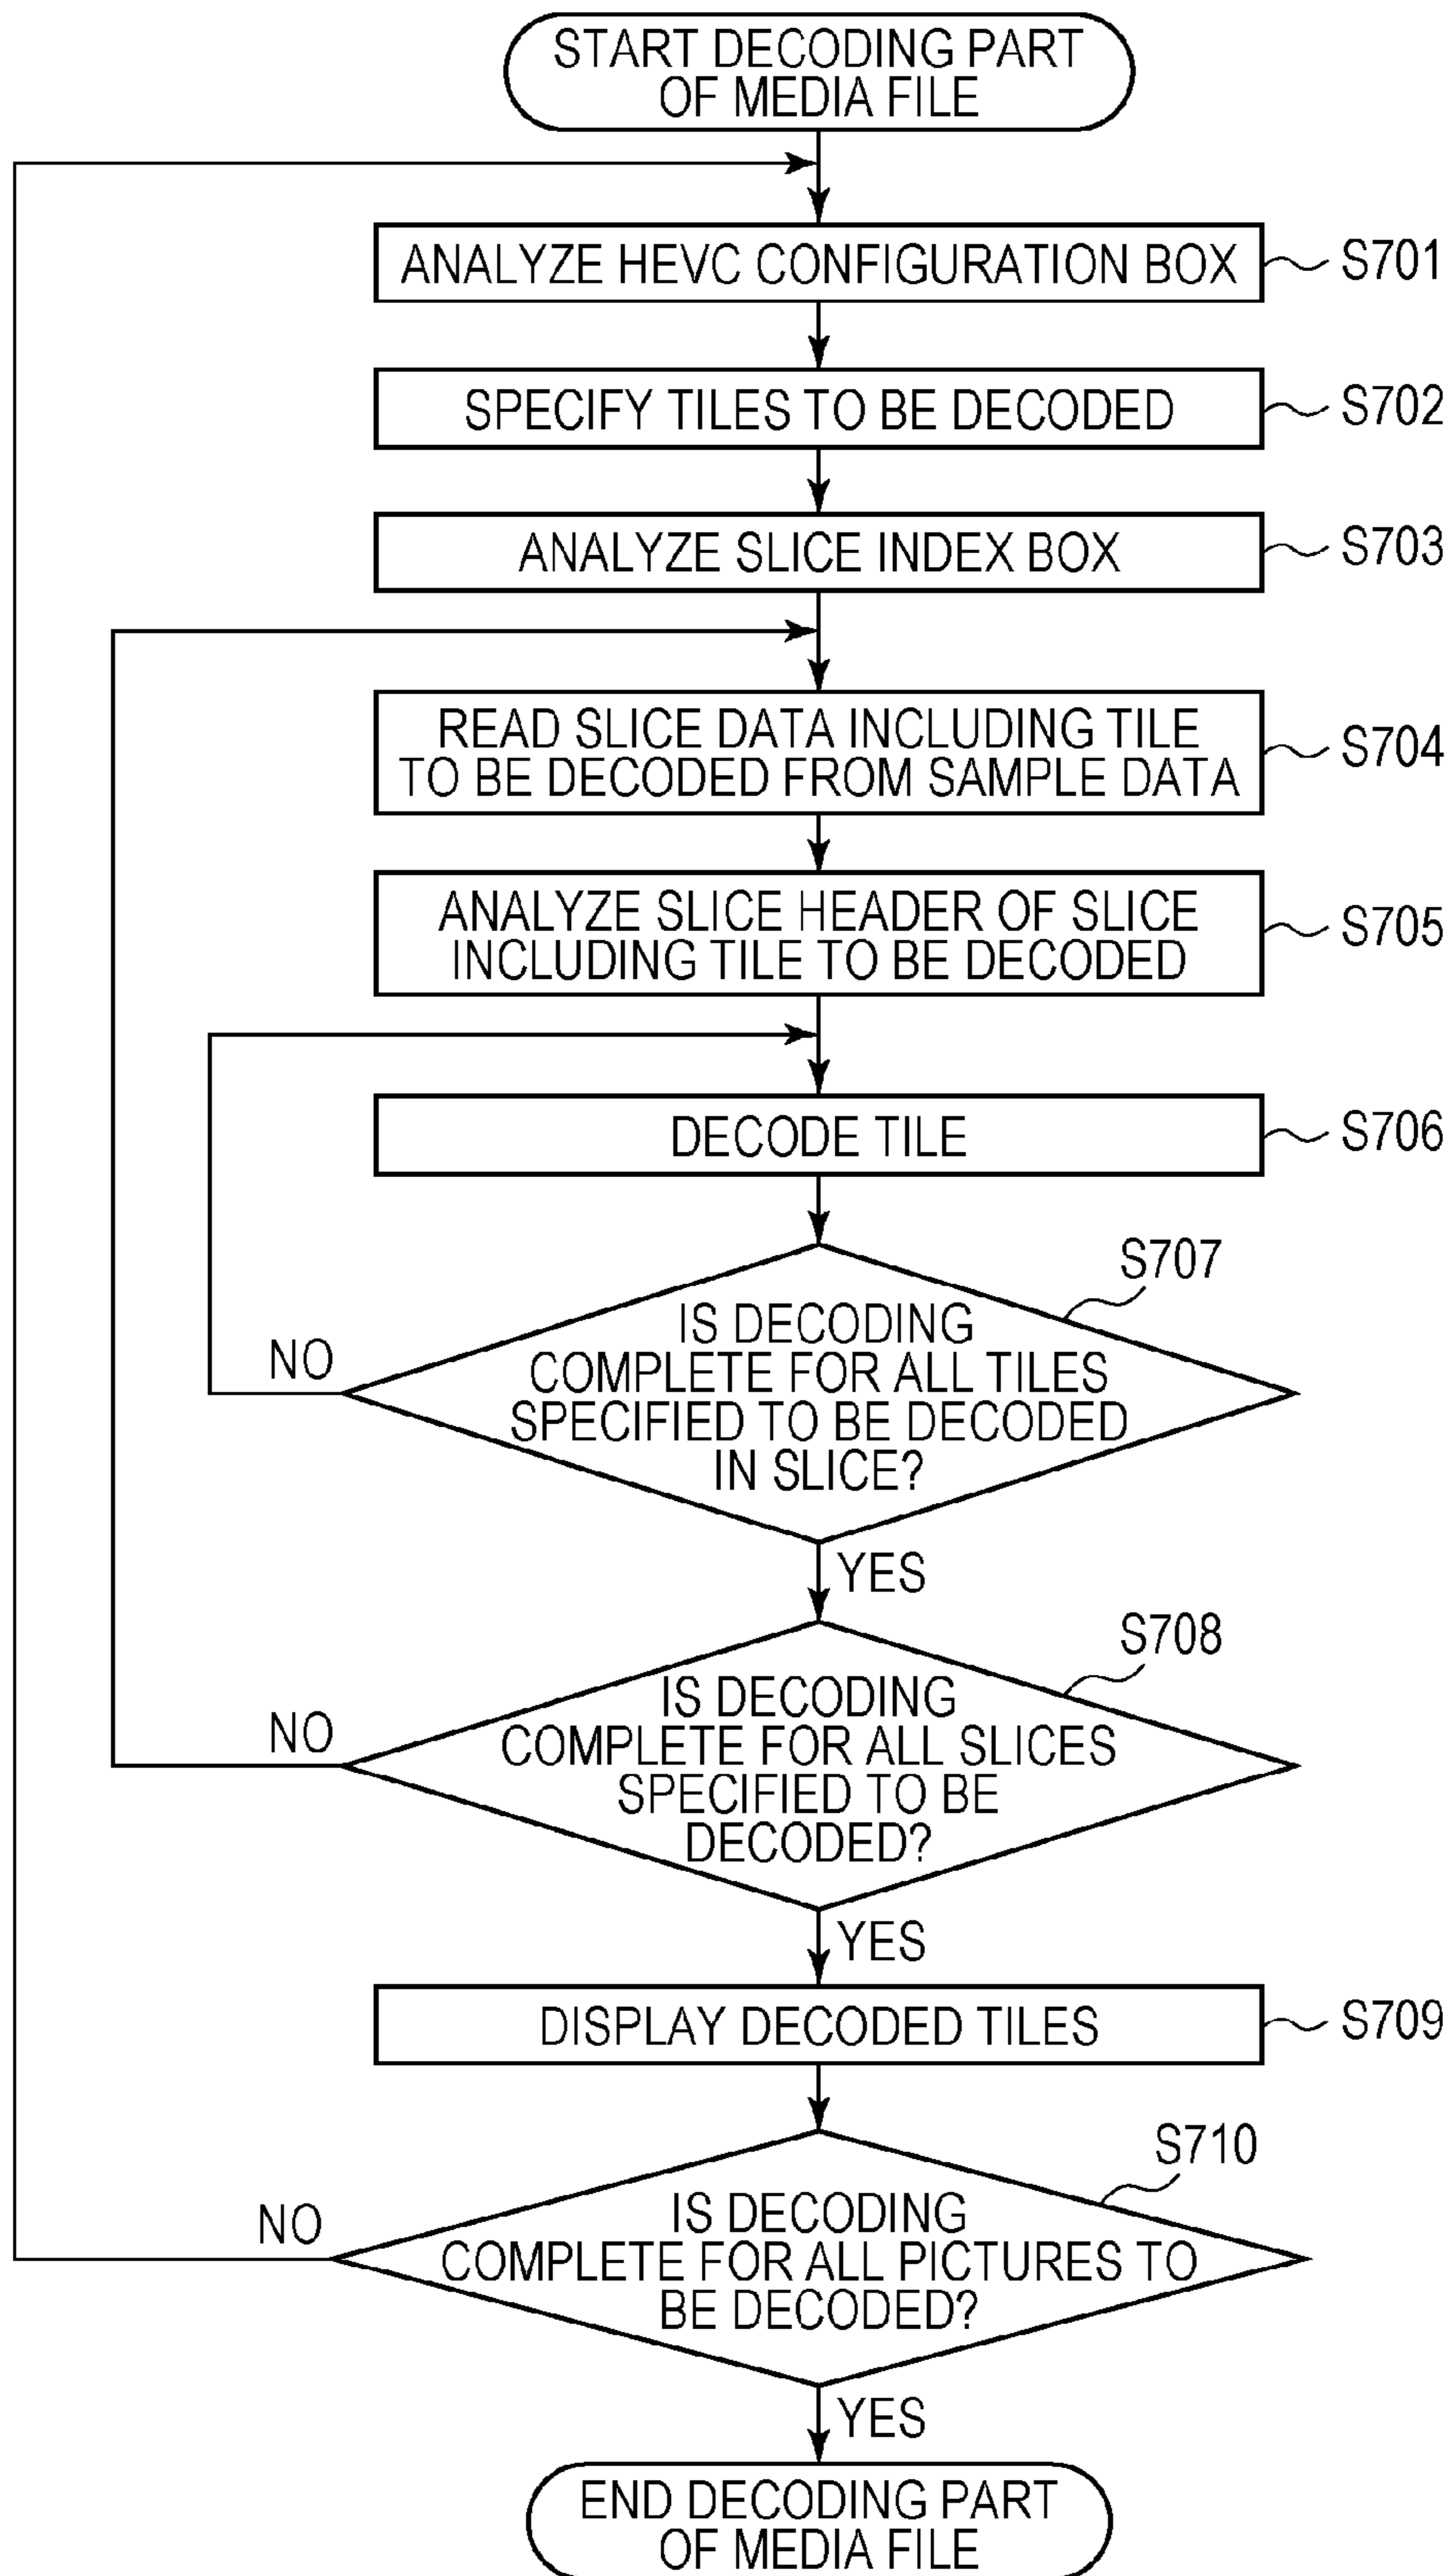 START DECODING PART
OF MEDIA FILE
ANALYZE HEVC CONFIGURATION BOX
S701
SPECIFY TILES TO BE DECODED
S702
ANALYZE SLICE INDEX BOX
S703
READ SLICE DATA INCLUDING TILE
TO BE DECODED FROM SAMPLE DATA
S704
ANALYZE SLICE HEADER OF SLICE
INCLUDING TILE TO BE DECODED
S705
DECODE TILE
S706
S707
IS DECODING
COMPLETE FOR ALL TILES
SPECIFIED TO BE DECODED
IN SLICE?
NO
YES
S708
IS DECODING
COMPLETE FOR ALL SLICES
SPECIFIED TO BE
DECODED?
NO
YES
DISPLAY DECODED TILES
S709
S710
IS DECODING
COMPLETE FOR ALL PICTURES TO
BE DECODED?
NO
YES
END DECODING PART
OF MEDIA FILE